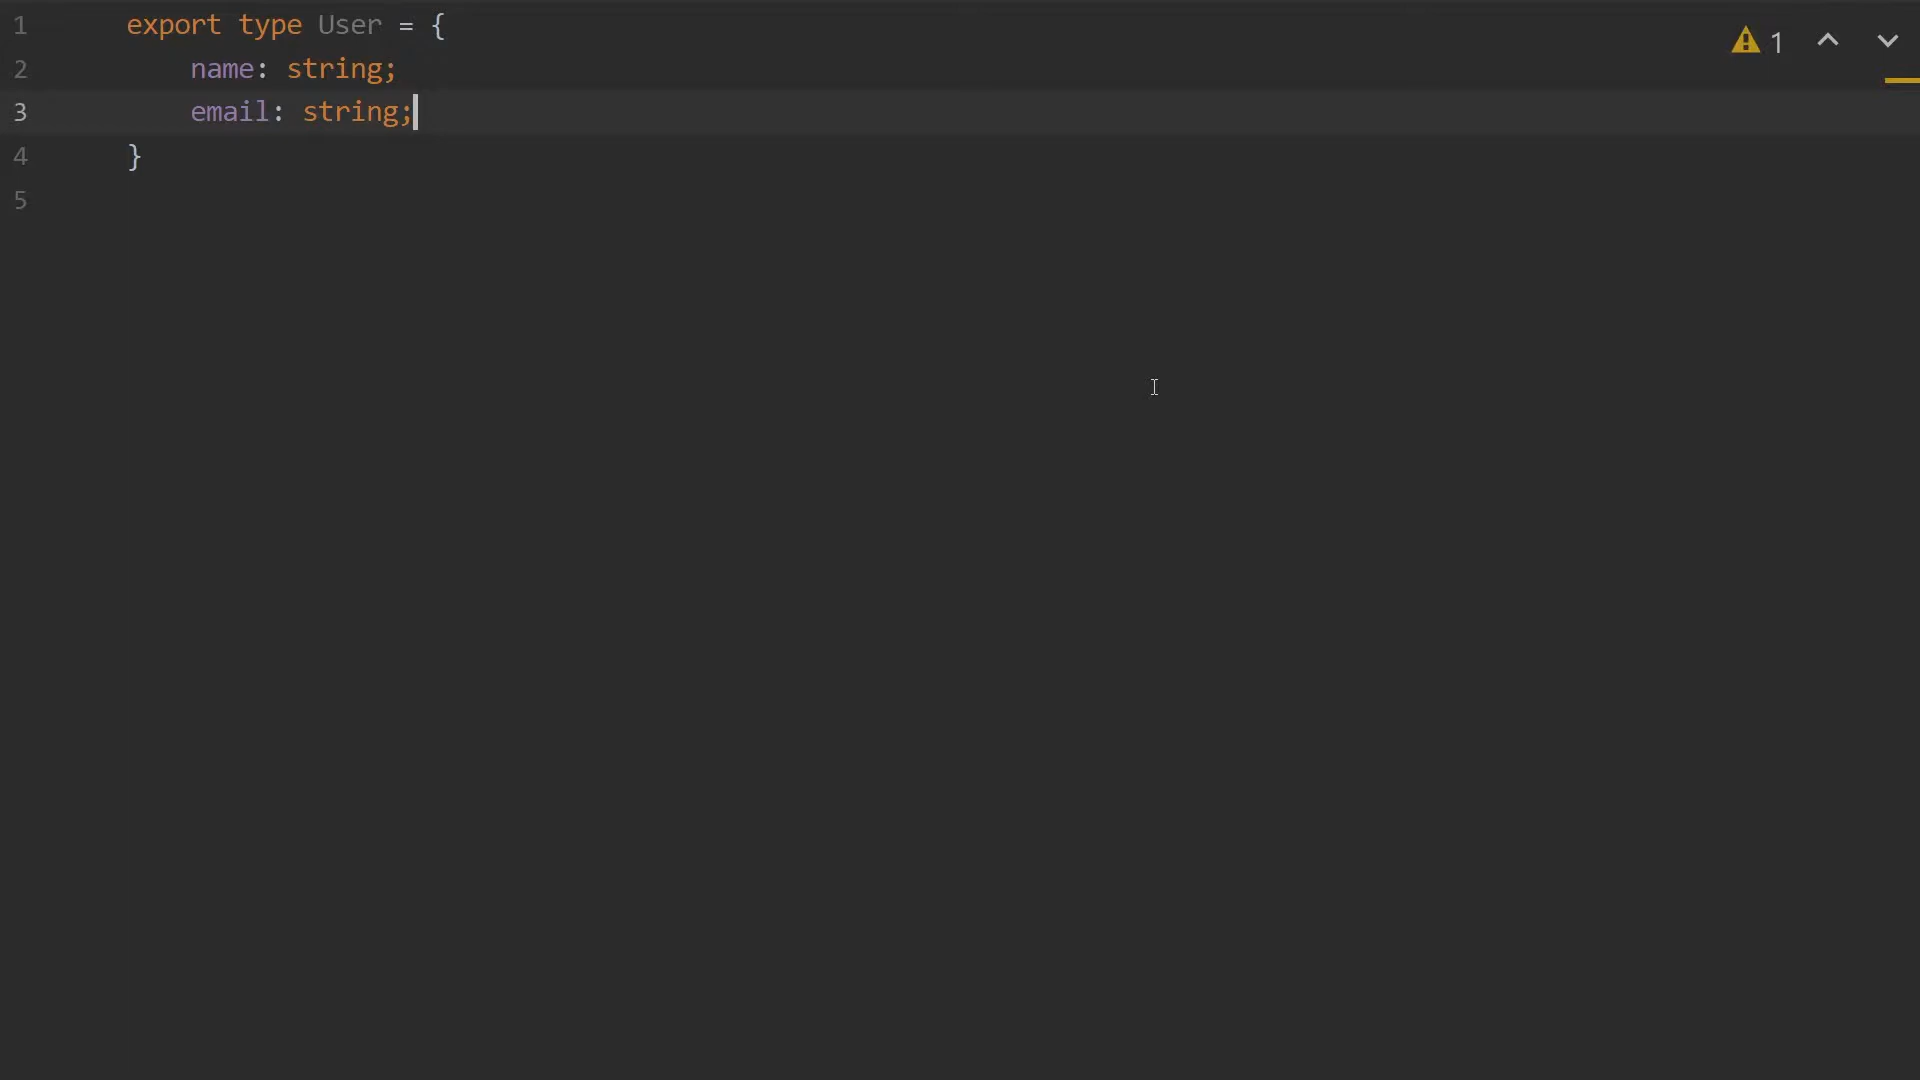 1 export type User = {
2 name: string;
3 email: string;
4 }
5
1